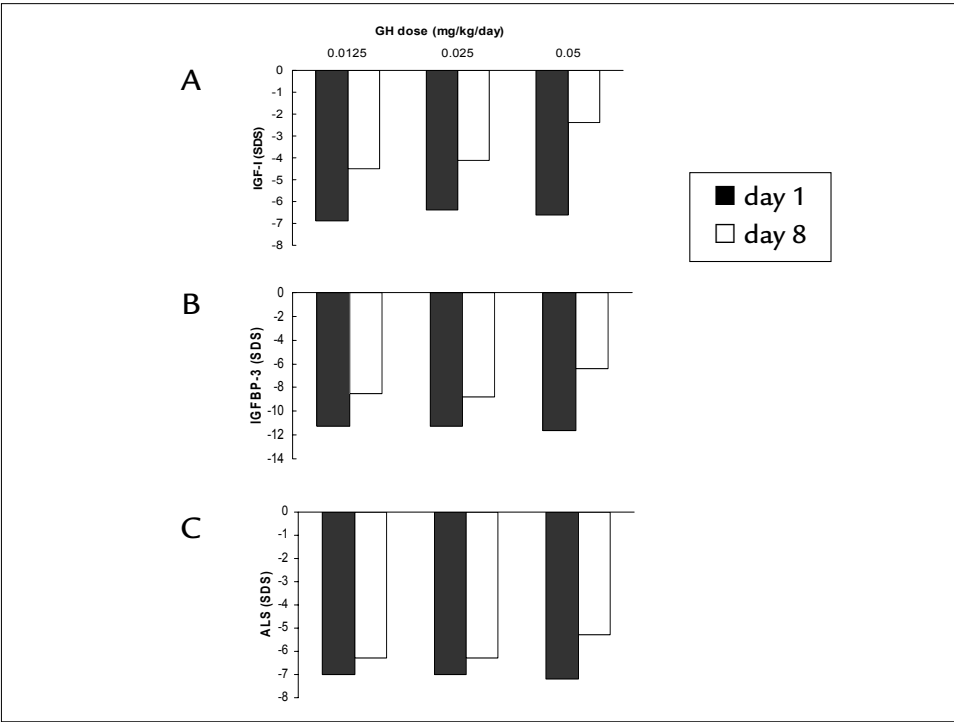 GH dose (mg/kg/day)
0.0125 0.025 0.05
A
IGF-I (SDS)
0
-1
-2
-3
-4
-5
-6
-7
-8
day 1
day 8
B
IGFBP-3 (SDS)
0
-2
-4
-6
-8
-10
-12
-14
C
ALS (SDS)
0
-1
-2
-3
-4
-5
-6
-7
-8